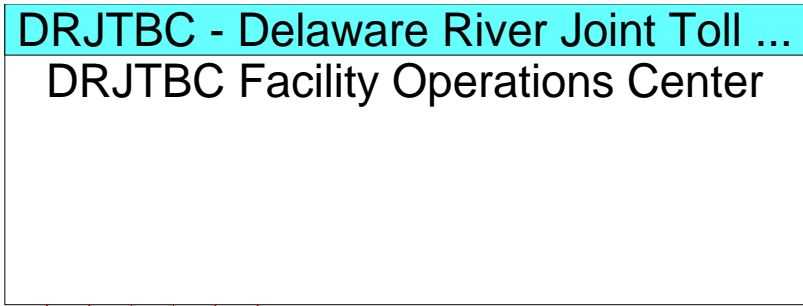 DRJTBC - Delaware River Joint Toll ...
DRJTBC Facility Operations Center